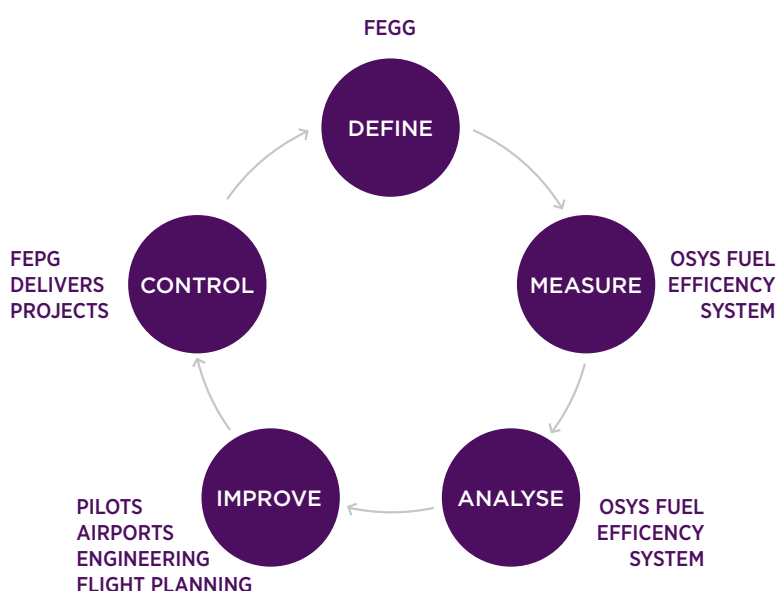 FEGG
DEFINE
MEASURE
OSYS FUEL
EFFICENCY
SYSTEM
ANALYSE
OSYS FUEL
EFFICENCY
SYSTEM
IMPROVE
PILOTS
AIRPORTS
ENGINEERING
FLIGHT PLANNING
CONTROL
FEPG
DELIVERS
PROJECTS